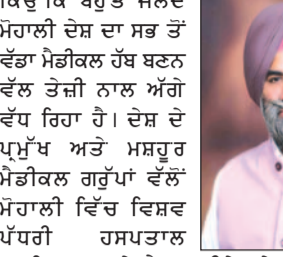 ਕਿਉਂਕਿ ਬਹੁਤ ਜਲਦ
ਮੋਹਾਲੀ ਦੇਸ਼ ਦਾ ਸਭ ਤੋਂ
ਵੱਡਾ ਮੈਡੀਕਲ ਹੱਬ ਬਣਨ
ਵੱਲ ਤੇਜ਼ੀ ਨਾਲ ਅੱਗੇ
ਵੱਧ ਰਿਹਾ ਹੈ। ਦੇਸ਼ ਦੇ
ਪ੍ਰਮੁੱਖ ਅਤੇ ਮਸ਼ਹੂਰ
ਮੈਡੀਕਲ ਗਰੁੱਪਾਂ ਵੱਲੋਂ
ਮੋਹਾਲੀ ਵਿੱਚ ਵਿਸ਼ਵ
ਪੱਧਰੀ ਹਸਪਤਾਲ